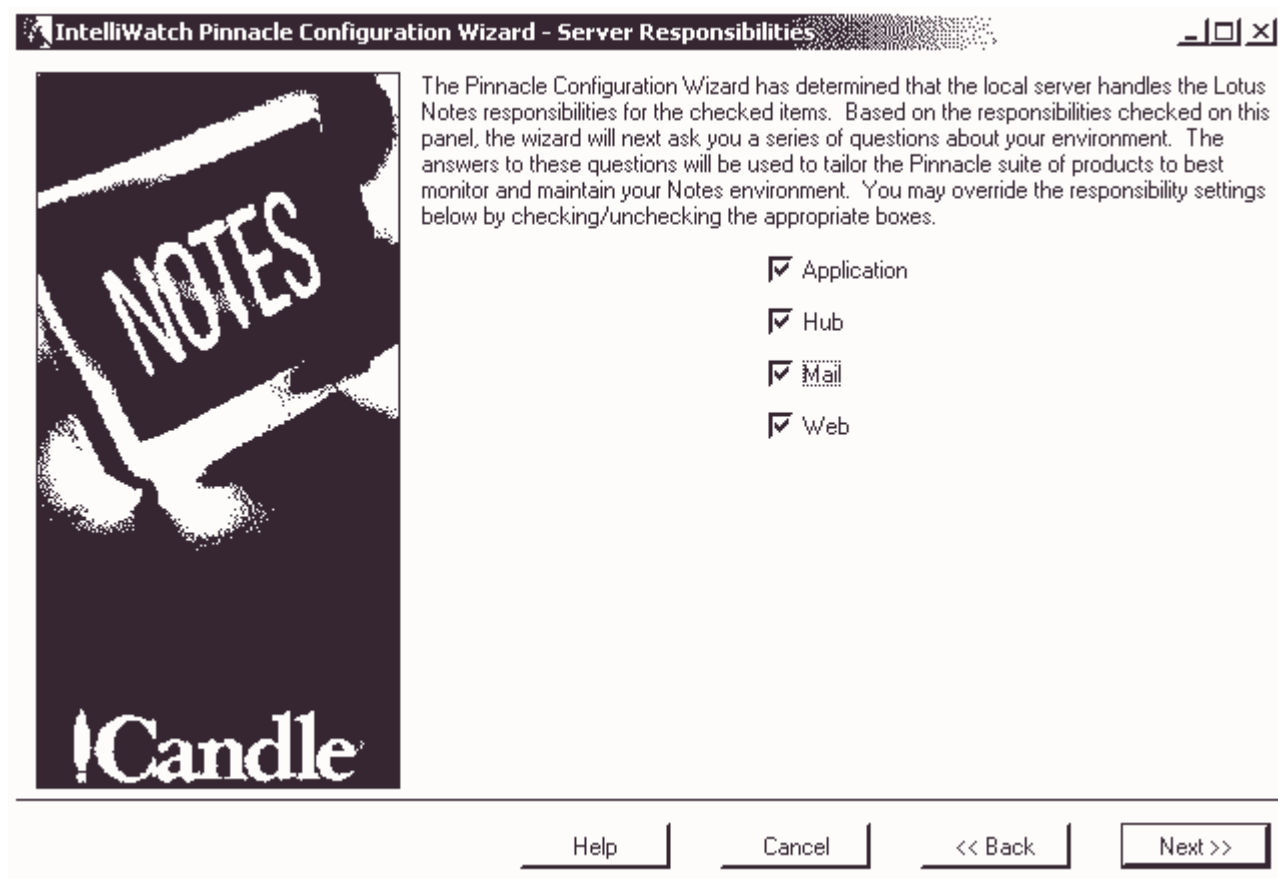 IntelliWatch Pinnacle Configuration Wizard - Server Responsibilities
The Pinnacle Configuration Wizard has determined that the local server handles the Lotus
Notes responsibilities for the checked items.  Based on the responsibilities checked on this
panel, the wizard will next ask you a series of questions about your environment.  The
answers to these questions will be used to tailor the Pinnacle suite of products to best
monitor and maintain your Notes environment.  You may override the responsibility settings
below by checking/unchecking the appropriate boxes.
NOTES
Application
Hub
Mail
Web
Candle
Help
Cancel
<< Back
Next >>